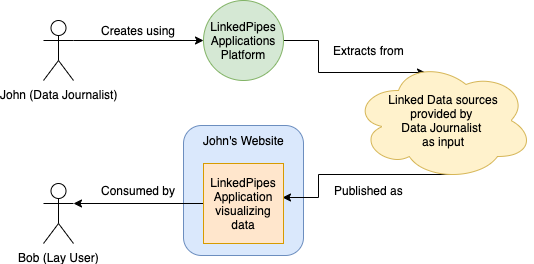 Creates using
LinkedPipes
Applications
Platform
Extracts from
John (Data Journalist)
Linked Data sources
provided by
Data Journalist
as input
John's Website
LinkedPipes
Application
visualizing
data
Published as
Consumed by
Bob (Lay User)